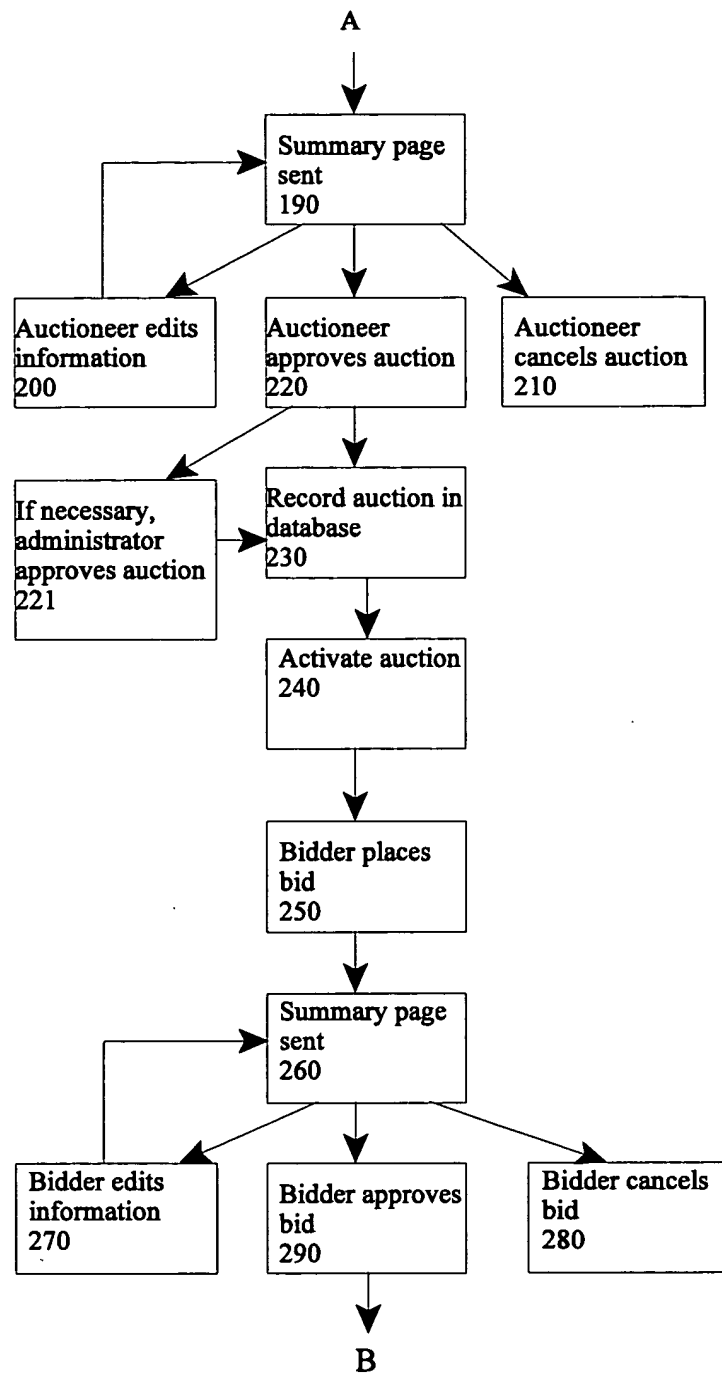 A
Summary page
sent
190
Auctioneer edits
information
200
Auctioneer
approves auction
220
Auctioneer
cancels auction
210
If necessary,
administrator
approves auction
221
Record auction in
database
230
Activate auction
240
Bidder places
bid
250
Summary page
sent
260
Bidder edits
information
270
Bidder approves
bid
290
Bidder cancels
bid
280
B